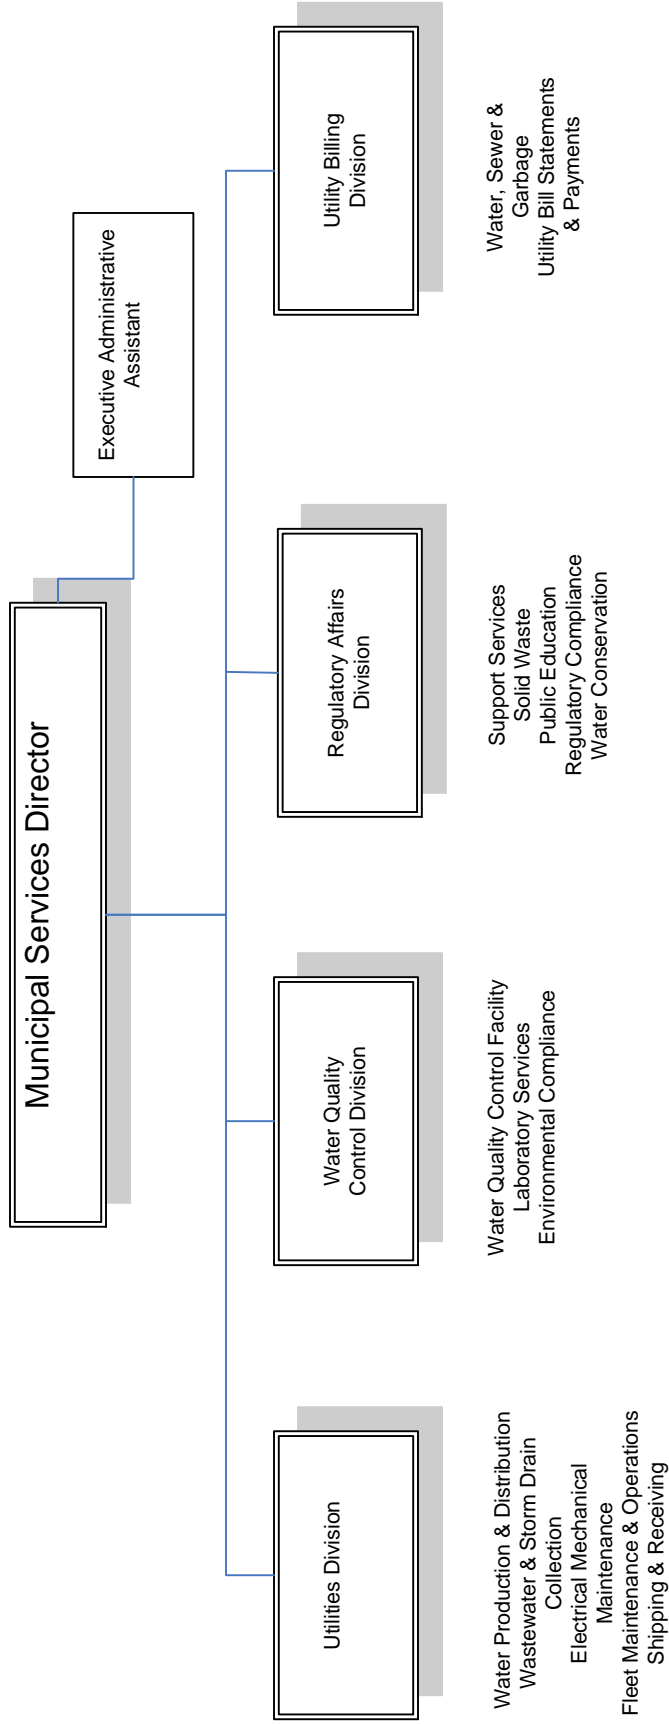 Municipal Services Director
Executive Administrative
Assistant
Utilities Division
Water Quality
Control Division
Regulatory Affairs
Division
Utility Billing
Division
Water Production & Distribution
Wastewater & Storm Drain
Collection
Electrical Mechanical
Maintenance
Fleet Maintenance & Operations
Shipping & Receiving
Water Quality Control Facility
Laboratory Services
Environmental Compliance
Support Services
Solid Waste
Public Education
Regulatory Compliance
Water Conservation
Water, Sewer &
Garbage
Utility Bill Statements
& Payments